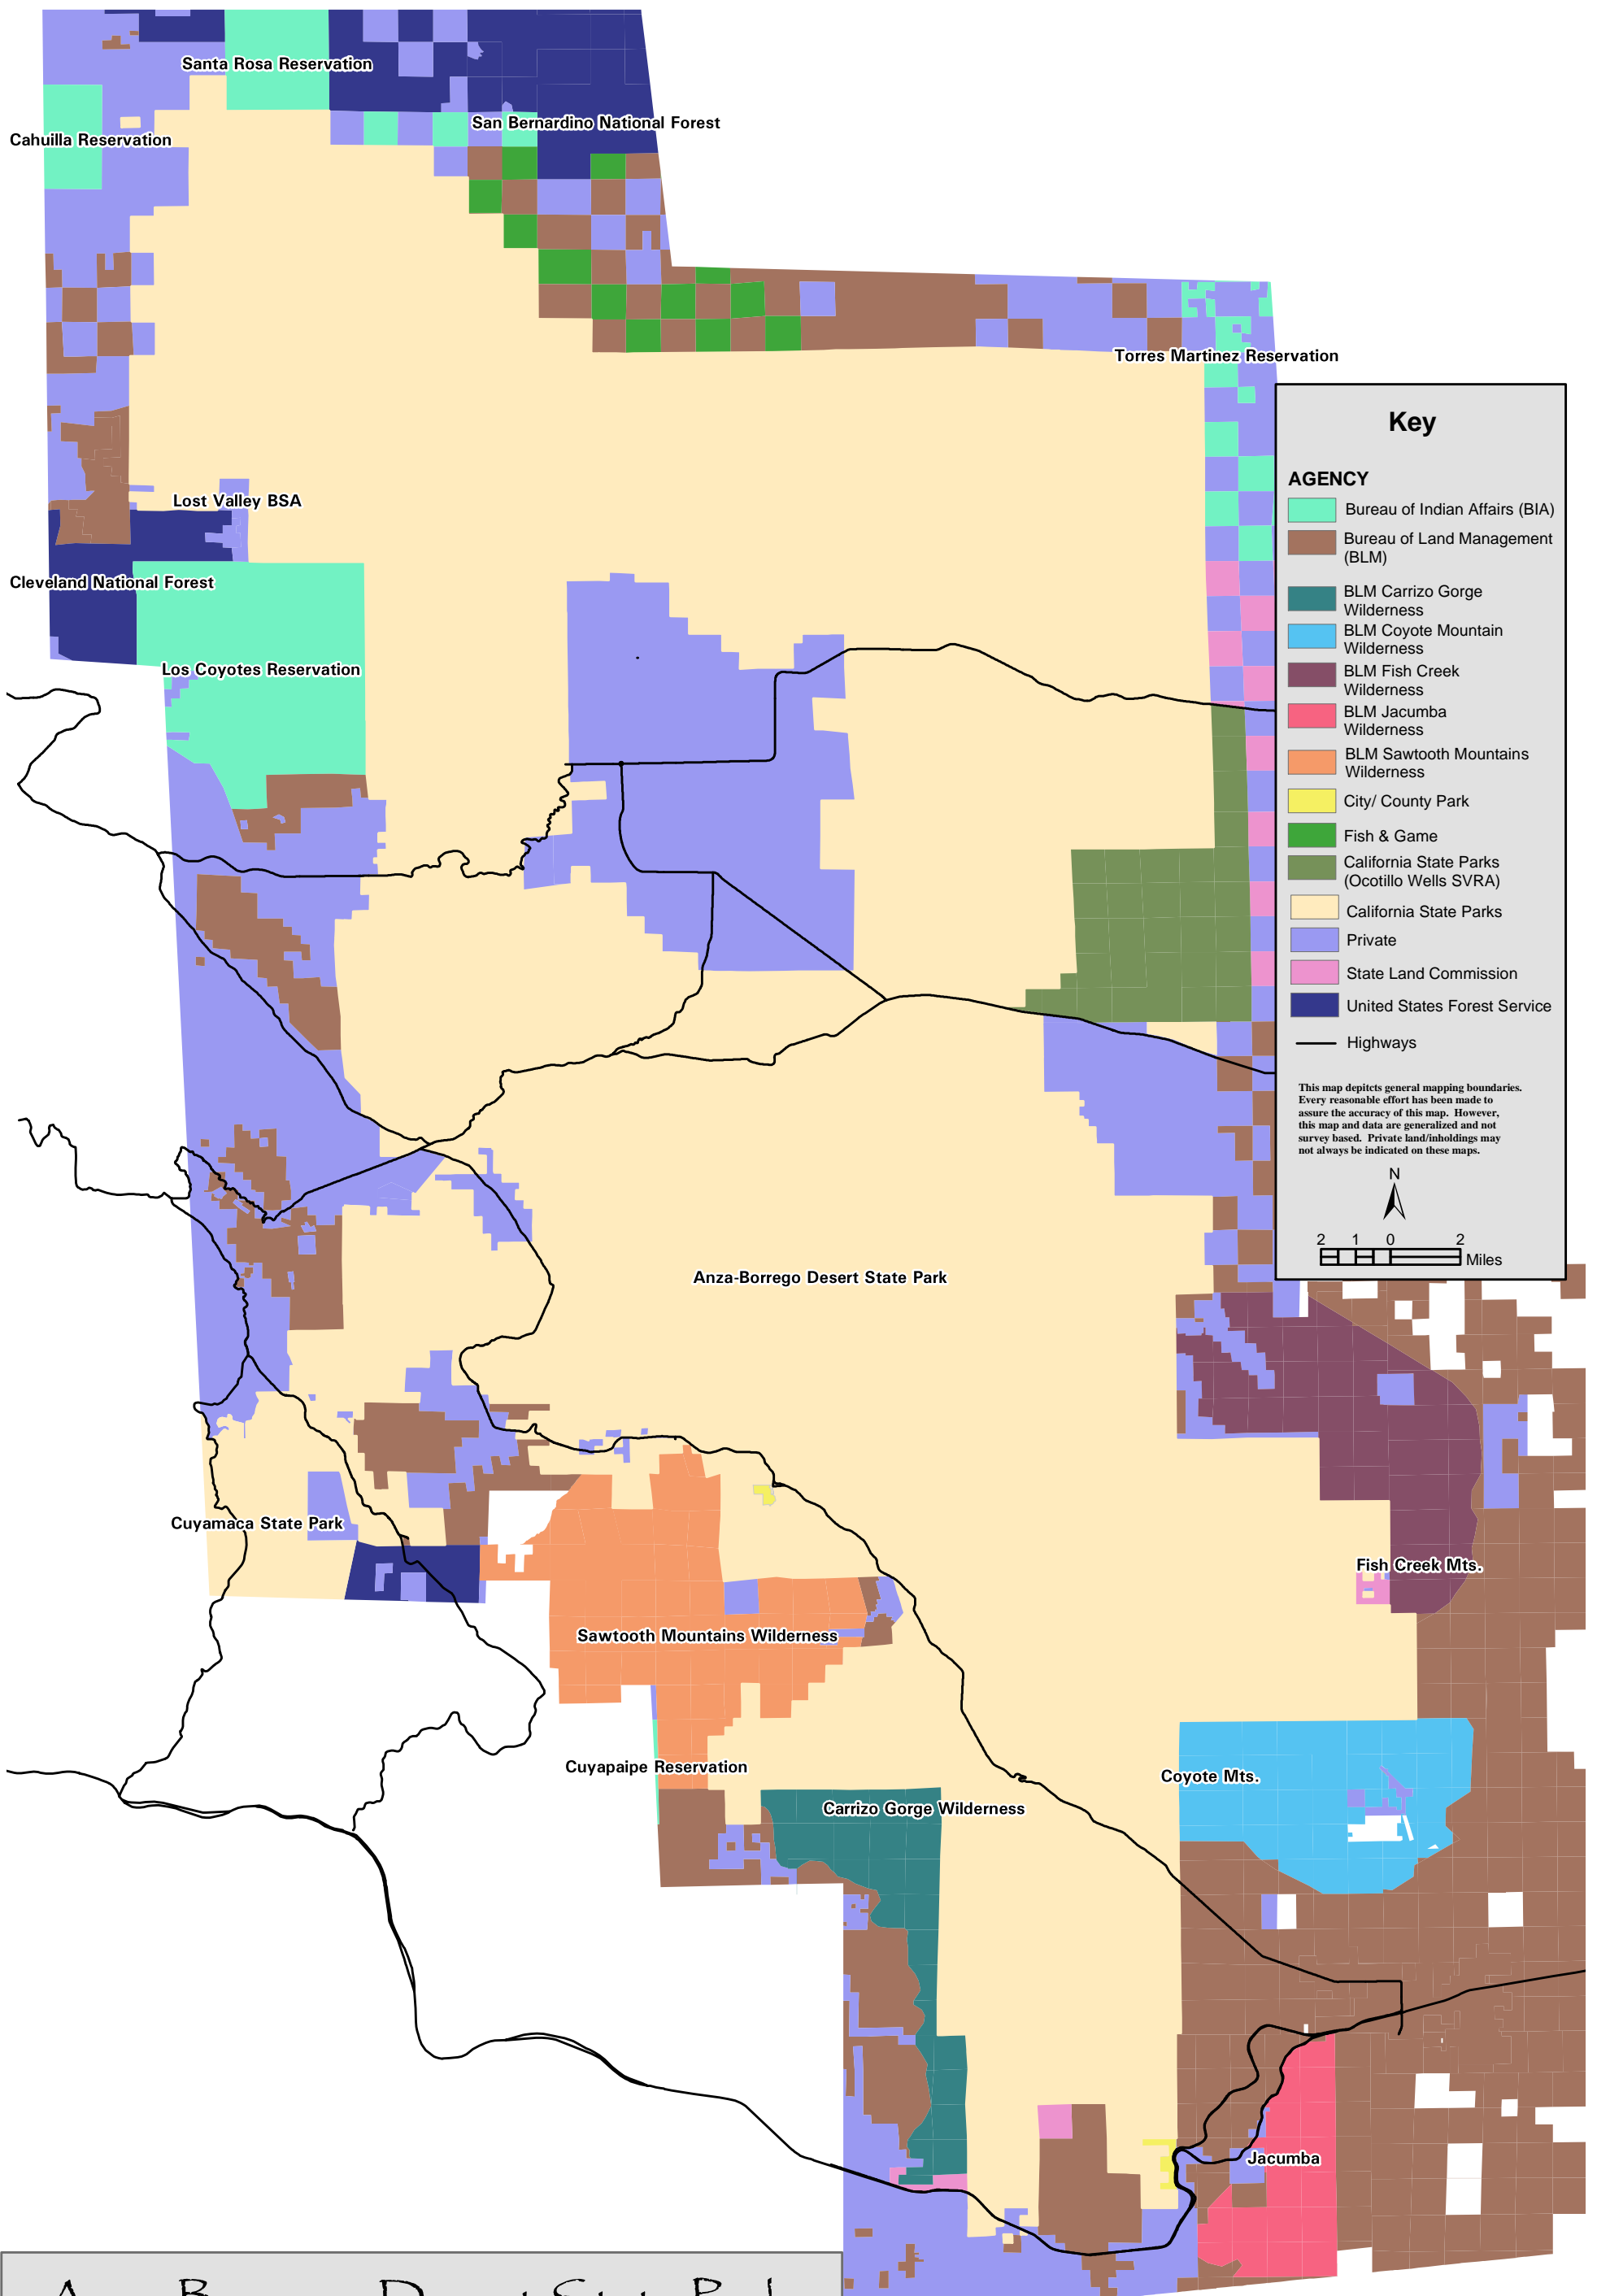 Santa Rosa Reservation
San Bernardino National Forest
Cahuilla Reservation
Torres Martinez Reservation
Lost Valley BSA
Cleveland National Forest
Los Coyotes Reservation
Anza-Borrego Desert State Park
Cuyamaca State Park
Fish Creek Mts.
Sawtooth Mountains Wilderness
Cuyapaipe Reservation
Coyote Mts.
Carrizo Gorge Wilderness
Jacumba
Key
AGENCY
Bureau of Indian Affairs (BIA)
Bureau of Land Management
(BLM)
BLM Carrizo Gorge
Wilderness
BLM Coyote Mountain
Wilderness
BLM Fish Creek
Wilderness
BLM Jacumba
Wilderness
BLM Sawtooth Mountains
Wilderness
City/ County Park
Fish & Game
California State Parks
(Ocotillo Wells SVRA)
California State Parks
Private
State Land Commission
United States Forest Service
Highways
This map depitcts general mapping boundaries.
Every reasonable effort has been made to
assure the accuracy of this map. However,
this map and data are generalized and not
survey based. Private land/inholdings may
not always be indicated on these maps.
N
2 1 0 2
Miles